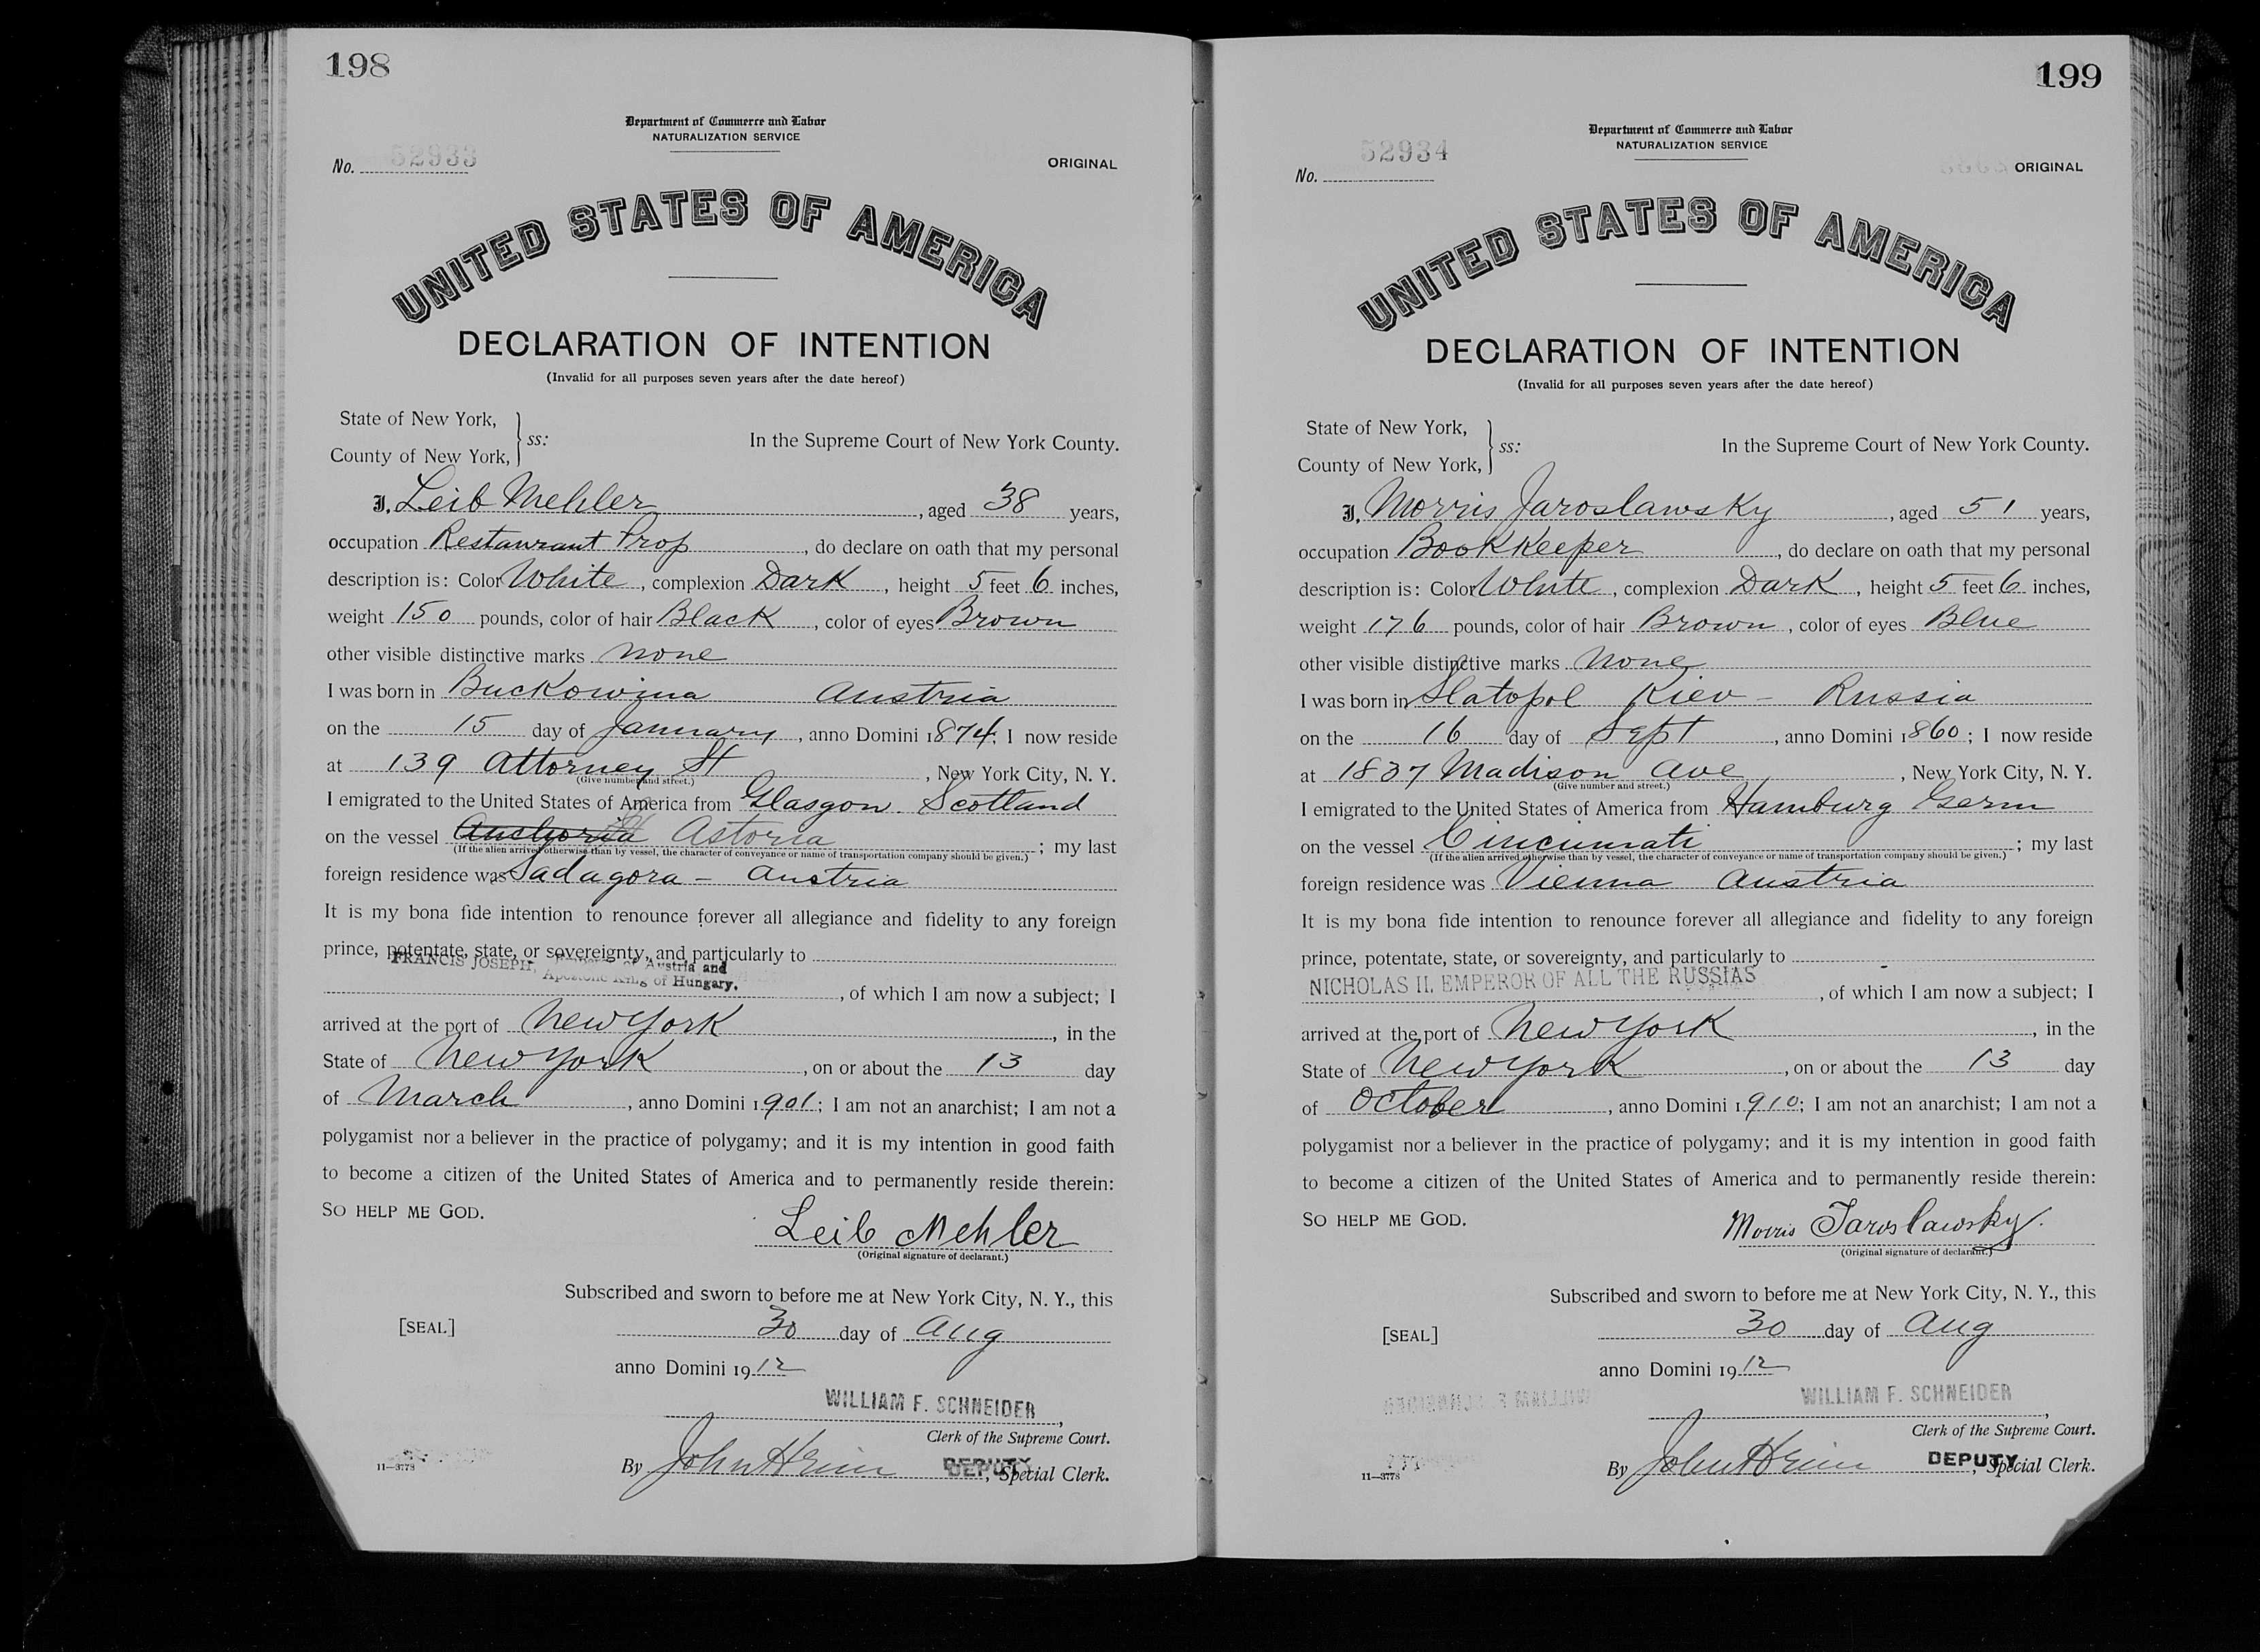 198
Department of Commerce and Labor
NATURALIZATION SERVICE
No. 52933
ORIGINAL
UNITED STATES OF AMERICA
DECLARATION OF INTENTION
(Invalid for all purposes seven years after the date hereof)
State of New York,
County of New York, ss:
In the Supreme Court of New York County.
I, Leib Mehler, aged 38 years,
occupation Restaurant Prop, do declare on oath that my personal
description is: Color White, complexion Dark, height 5 feet 6 inches,
weight 150 pounds, color of hair Black, color of eyes Brown
other visible distinctive marks none
I was born in Buckowina Austria
on the 15 day of January, anno Domini 1874; I now reside
at 139 Attorney St, New York City, N. Y.
(Give number and street.)
I emigrated to the United States of America from Glasgow Scotland
on the vessel Anchoria Astoria; my last
(If the alien arrived otherwise than by vessel, the character of conveyance or name of transportation company should be given.)
foreign residence was Sadagora - Austria
It is my bona fide intention to renounce forever all allegiance and fidelity to any foreign
prince, potentate, state, or sovereignty, and particularly to
FRANCIS JOSEPH, Emperor of Austria and
Apostolic King of Hungary.
, of which I am now a subject; I
arrived at the port of New York, in the
State of New York, on or about the 13 day
of March, anno Domini 1901; I am not an anarchist; I am not a
polygamist nor a believer in the practice of polygamy; and it is my intention in good faith
to become a citizen of the United States of America and to permanently reside therein:
SO HELP ME GOD.
Leib Mehler
(Original signature of declarant.)
Subscribed and sworn to before me at New York City, N. Y., this
[SEAL]
30 day of Aug
anno Domini 1912
WILLIAM F. SCHNEIDER
,
Clerk of the Supreme Court.
11—3778
By John H DEPUTY, Special Clerk.
199
Department of Commerce and Labor
NATURALIZATION SERVICE
No. 52934
ORIGINAL
UNITED STATES OF AMERICA
DECLARATION OF INTENTION
(Invalid for all purposes seven years after the date hereof)
State of New York,
County of New York, ss:
In the Supreme Court of New York County.
I, Morris Jaroslawsky, aged 51 years,
occupation Bookkeeper, do declare on oath that my personal
description is: Color White, complexion Dark, height 5 feet 6 inches,
weight 176 pounds, color of hair Brown, color of eyes Blue
other visible distinctive marks None
I was born in Slatopol Kiev - Russia
on the 16 day of Sept, anno Domini 1860; I now reside
at 1837 Madison Ave, New York City, N. Y.
(Give number and street.)
I emigrated to the United States of America from Hamburg Germ
on the vessel Cincinnati; my last
(If the alien arrived otherwise than by vessel, the character of conveyance or name of transportation company should be given.)
foreign residence was Vienna Austria
It is my bona fide intention to renounce forever all allegiance and fidelity to any foreign
prince, potentate, state, or sovereignty, and particularly to
NICHOLAS II. EMPEROR OF ALL THE RUSSIAS, of which I am now a subject; I
arrived at the port of New York, in the
State of New York, on or about the 13 day
of October, anno Domini 1910; I am not an anarchist; I am not a
polygamist nor a believer in the practice of polygamy; and it is my intention in good faith
to become a citizen of the United States of America and to permanently reside therein:
SO HELP ME GOD.
Morris Jaroslawsky.
(Original signature of declarant.)
Subscribed and sworn to before me at New York City, N. Y., this
[SEAL]
30 day of Aug
anno Domini 1912
WILLIAM F. SCHNEIDER
,
Clerk of the Supreme Court.
11—3778
By John H DEPUTY, Special Clerk.